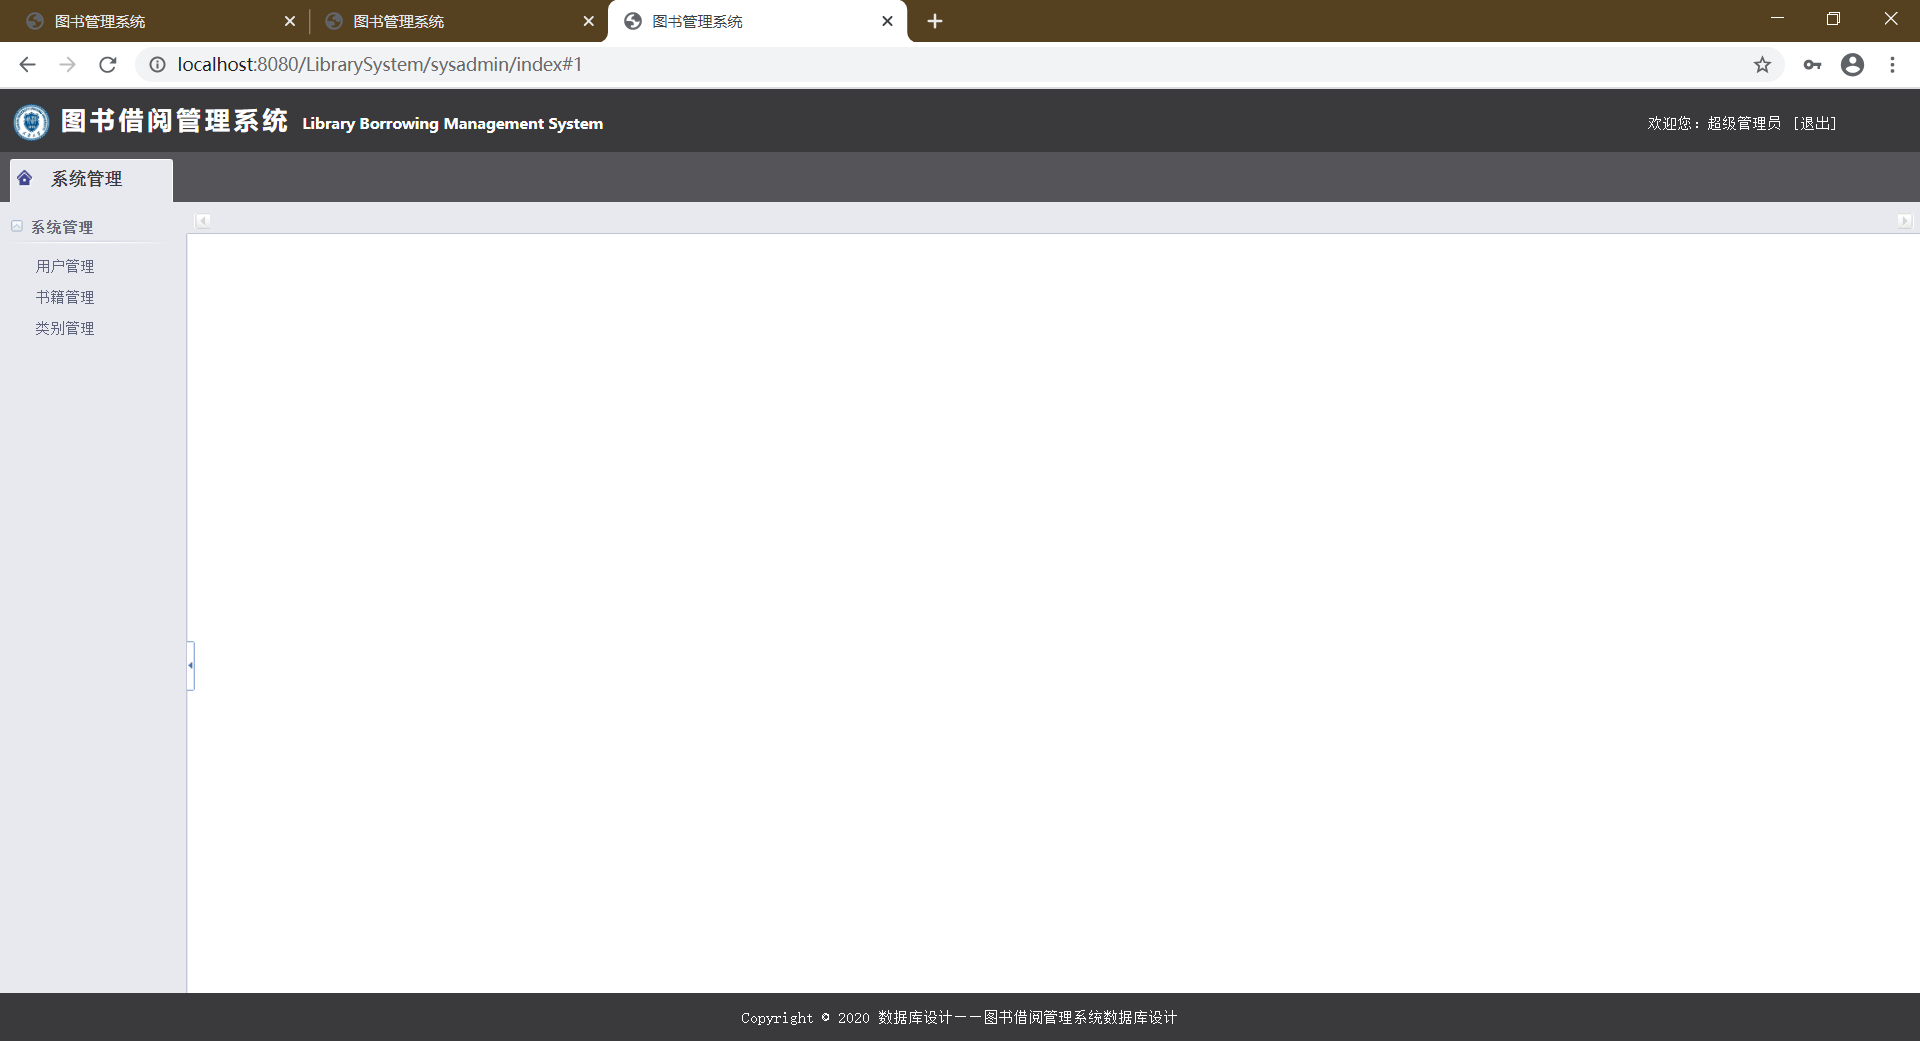 图书管理系统
图书管理系统
图书管理系统
localhost:8080/LibrarySystem/sysadmin/index#1
图书借阅管理系统 Library Borrowing Management System
欢迎您：超级管理员 [退出]
系统管理
系统管理
用户管理
书籍管理
类别管理
Copyright © 2020 数据库设计——图书借阅管理系统数据库设计